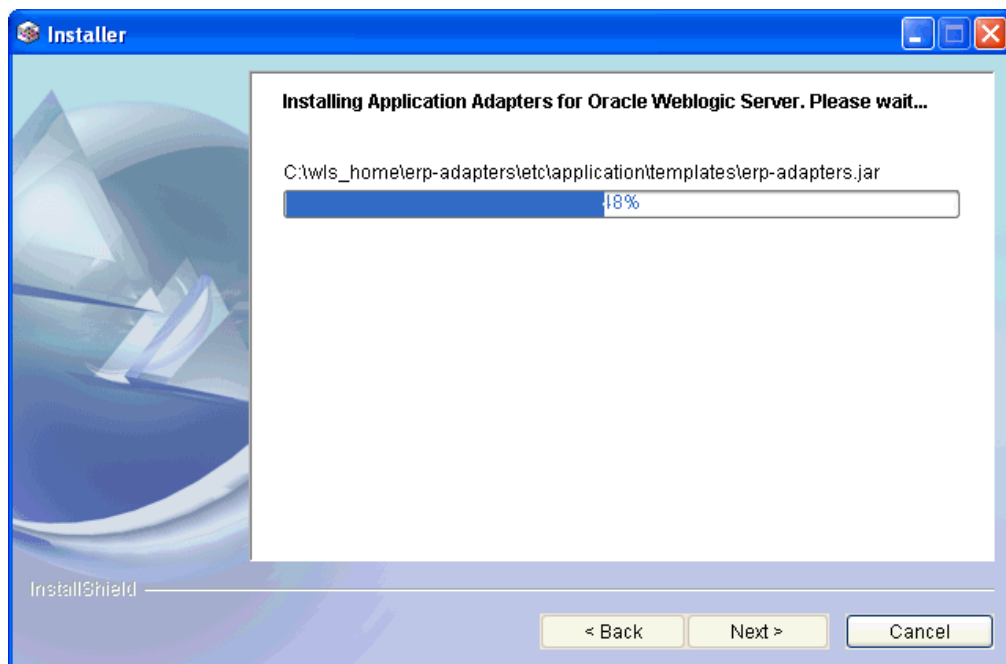 Installer
Installing Application Adapters for Oracle Weblogic Server. Please wait...
C:\wls_home\erp-adapters\etc\application\templates\erp-adapters.jar
48%
InstallShield
< Back
Next >
Cancel